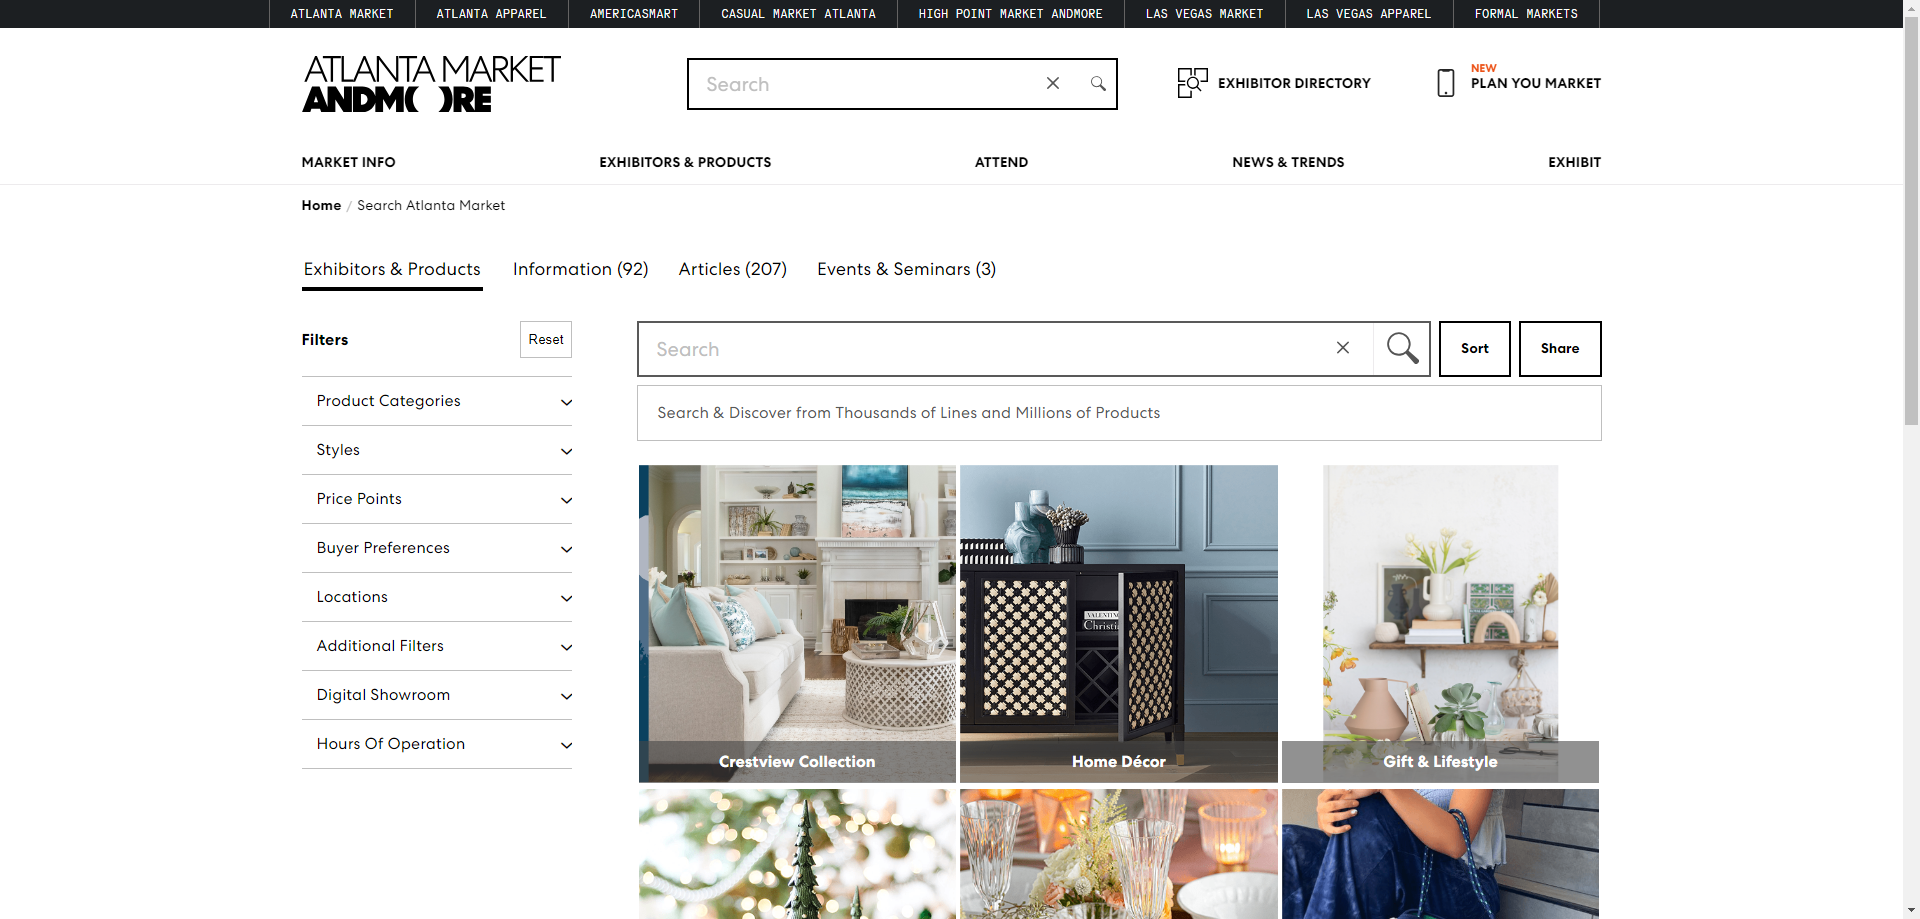 ATLANTA MARKET
ATLANTA APPAREL
AMERICASMART
CASUAL MARKET ATLANTA
HIGH POINT MARKET ANDMORE
LAS VEGAS MARKET
LAS VEGAS APPAREL
FORMAL MARKETS
ATLANTA MARKET
ANDMORE
Search
EXHIBITOR DIRECTORY
NEW
PLAN YOU MARKET
MARKET INFO
EXHIBITORS & PRODUCTS
ATTEND
NEWS & TRENDS
EXHIBIT
Home / Search Atlanta Market
Exhibitors & Products
Information (92)
Articles (207)
Events & Seminars (3)
Filters
Reset
Search
Sort
Share
Product Categories
Search & Discover from Thousands of Lines and Millions of Products
Styles
Price Points
Buyer Preferences
Locations
Additional Filters
Digital Showroom
Hours Of Operation
Crestview Collection
Home Décor
Gift & Lifestyle